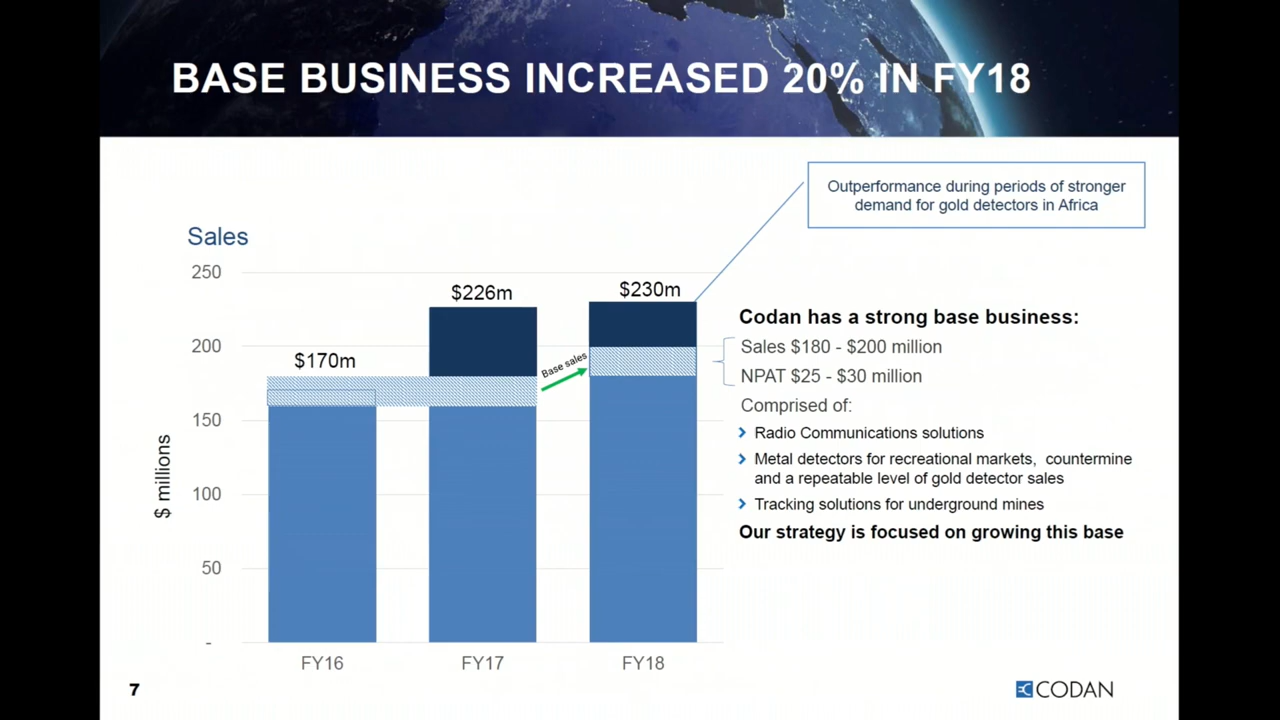 BASE BUSINESS INCREASED 20% IN FY18
Outperformance during periods of stronger
demand for gold detectors in Africa
Sales
250
200
150
100
50
-
$ millions
$170m
$226m
$230m
Base sales
FY16
FY17
FY18
Codan has a strong base business:
Sales $180 - $200 million
NPAT $25 - $30 million
Comprised of:
Radio Communications solutions
Metal detectors for recreational markets, countermine
and a repeatable level of gold detector sales
Tracking solutions for underground mines
Our strategy is focused on growing this base
7
CODAN